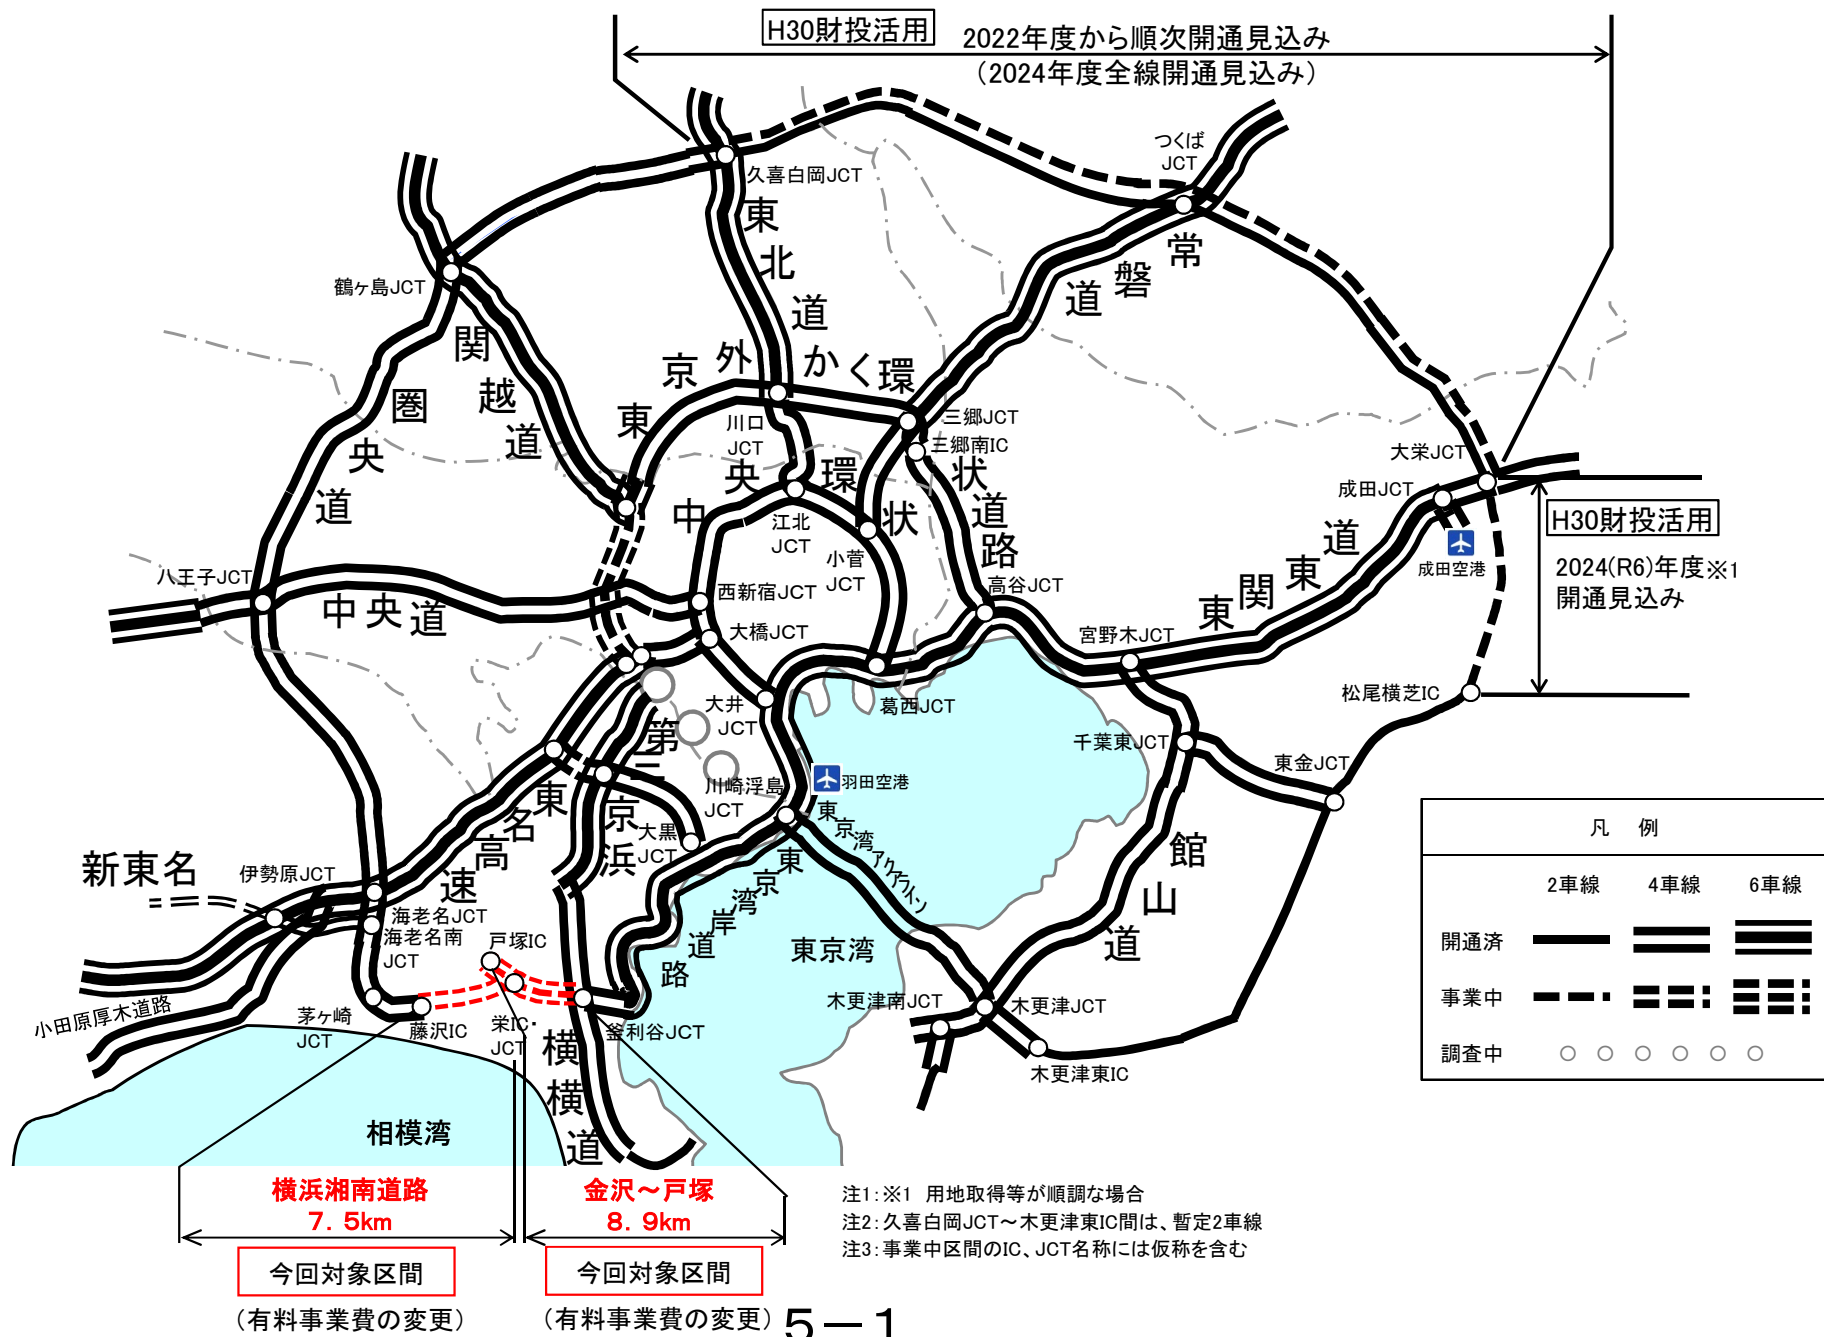 H30財投活用
2022年度から順次開通見込み
（2024年度全線開通見込み）
つくば
JCT
久喜白岡JCT
東北道
常磐道
鶴ヶ島JCT
関越道
圏央道
東京外かく環状道路
川口
JCT
三郷JCT
三郷南IC
大栄JCT
成田JCT
中央環状
江北
JCT
小菅
JCT
H30財投活用
成田空港
2024(R6)年度※1
開通見込み
八王子JCT
中央道
西新宿JCT
高谷JCT
東関東道
大橋JCT
宮野木JCT
松尾横芝IC
大井
JCT
葛西JCT
第三京浜
千葉東JCT
東金JCT
川崎浮島
JCT
羽田空港
東名高速
大黒
JCT
東京湾アクアライン
東京湾岸道路
館山道
新東名
伊勢原JCT
海老名JCT
海老名南
JCT
戸塚IC
東京湾
木更津南JCT
木更津JCT
小田原厚木道路
茅ヶ崎
JCT
藤沢IC
栄IC・
JCT
釜利谷JCT
横横道
木更津東IC
相模湾
凡 例
2車線 4車線 6車線
開通済
事業中
調査中
横浜湘南道路
7．5km
金沢～戸塚
8．9km
今回対象区間
今回対象区間
（有料事業費の変更）
（有料事業費の変更）
注1：※1 用地取得等が順調な場合
注2：久喜白岡JCT～木更津東IC間は、暫定2車線
注3：事業中区間のIC、JCT名称には仮称を含む
5－1